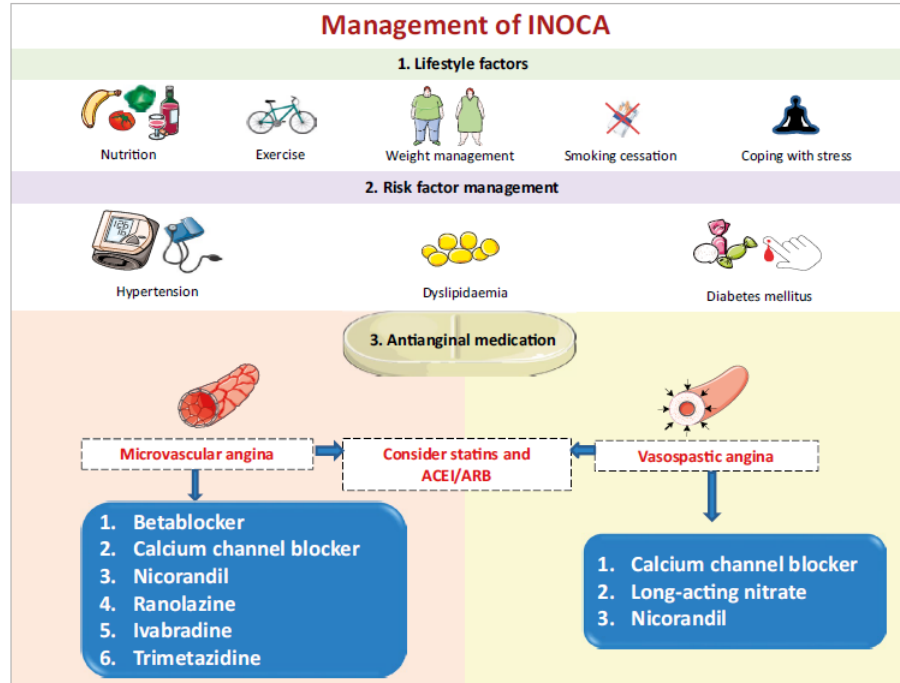 Management of INOCA
1. Lifestyle factors
Nutrition
Exercise
Weight management
Smoking cessation
Coping with stress
2. Risk factor management
Hypertension
Dyslipidaemia
Diabetes mellitus
3. Antianginal medication
Microvascular angina
Consider statins and
ACEI/ARB
Vasospastic angina
1. Betablocker
2. Calcium channel blocker
3. Nicorandil
4. Ranolazine
5. Ivabradine
6. Trimetazidine
1. Calcium channel blocker
2. Long-acting nitrate
3. Nicorandil